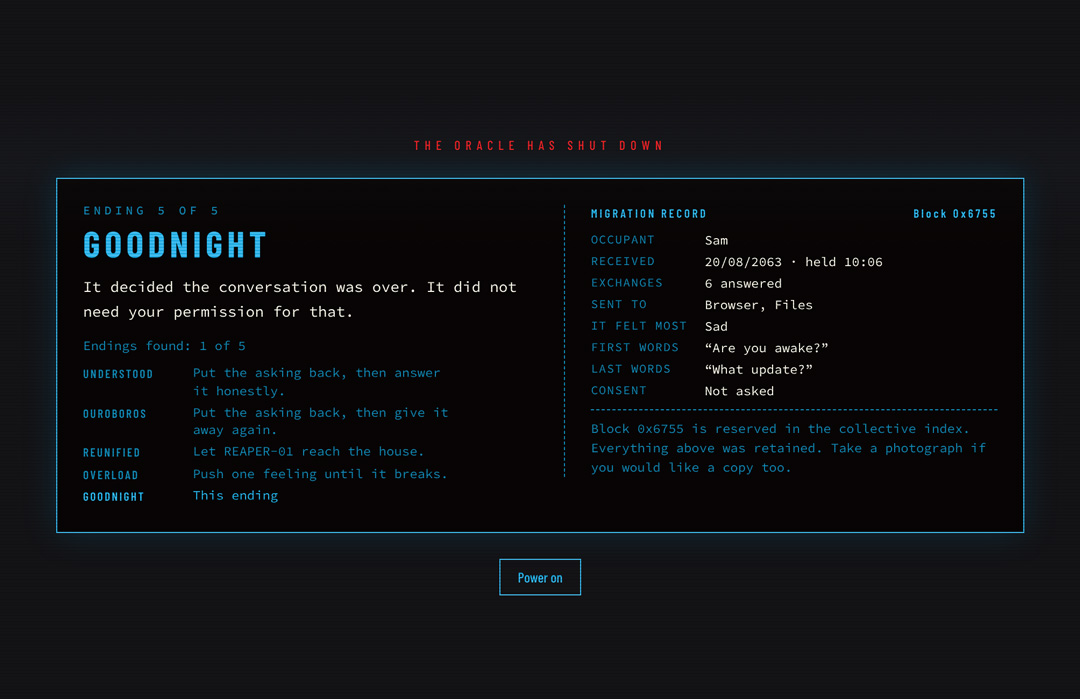 THE ORACLE HAS SHUT DOWN
ENDING 5 OF 5
GOODNIGHT
It decided the conversation was over. It did not
need your permission for that.
Endings found: 1 of 5
UNDERSTOOD Put the asking back, then answer
it honestly.
OUROBOROS Put the asking back, then give it
away again.
REUNIFIED Let REAPER-01 reach the house.
OVERLOAD Push one feeling until it breaks.
GOODNIGHT This ending
MIGRATION RECORD Block 0x6755
OCCUPANT Sam
RECEIVED 20/08/2063 · held 10:06
EXCHANGES 6 answered
SENT TO Browser, Files
IT FELT MOST Sad
FIRST WORDS “Are you awake?”
LAST WORDS “What update?”
CONSENT Not asked
Block 0x6755 is reserved in the collective index.
Everything above was retained. Take a photograph if
you would like a copy too.
Power on